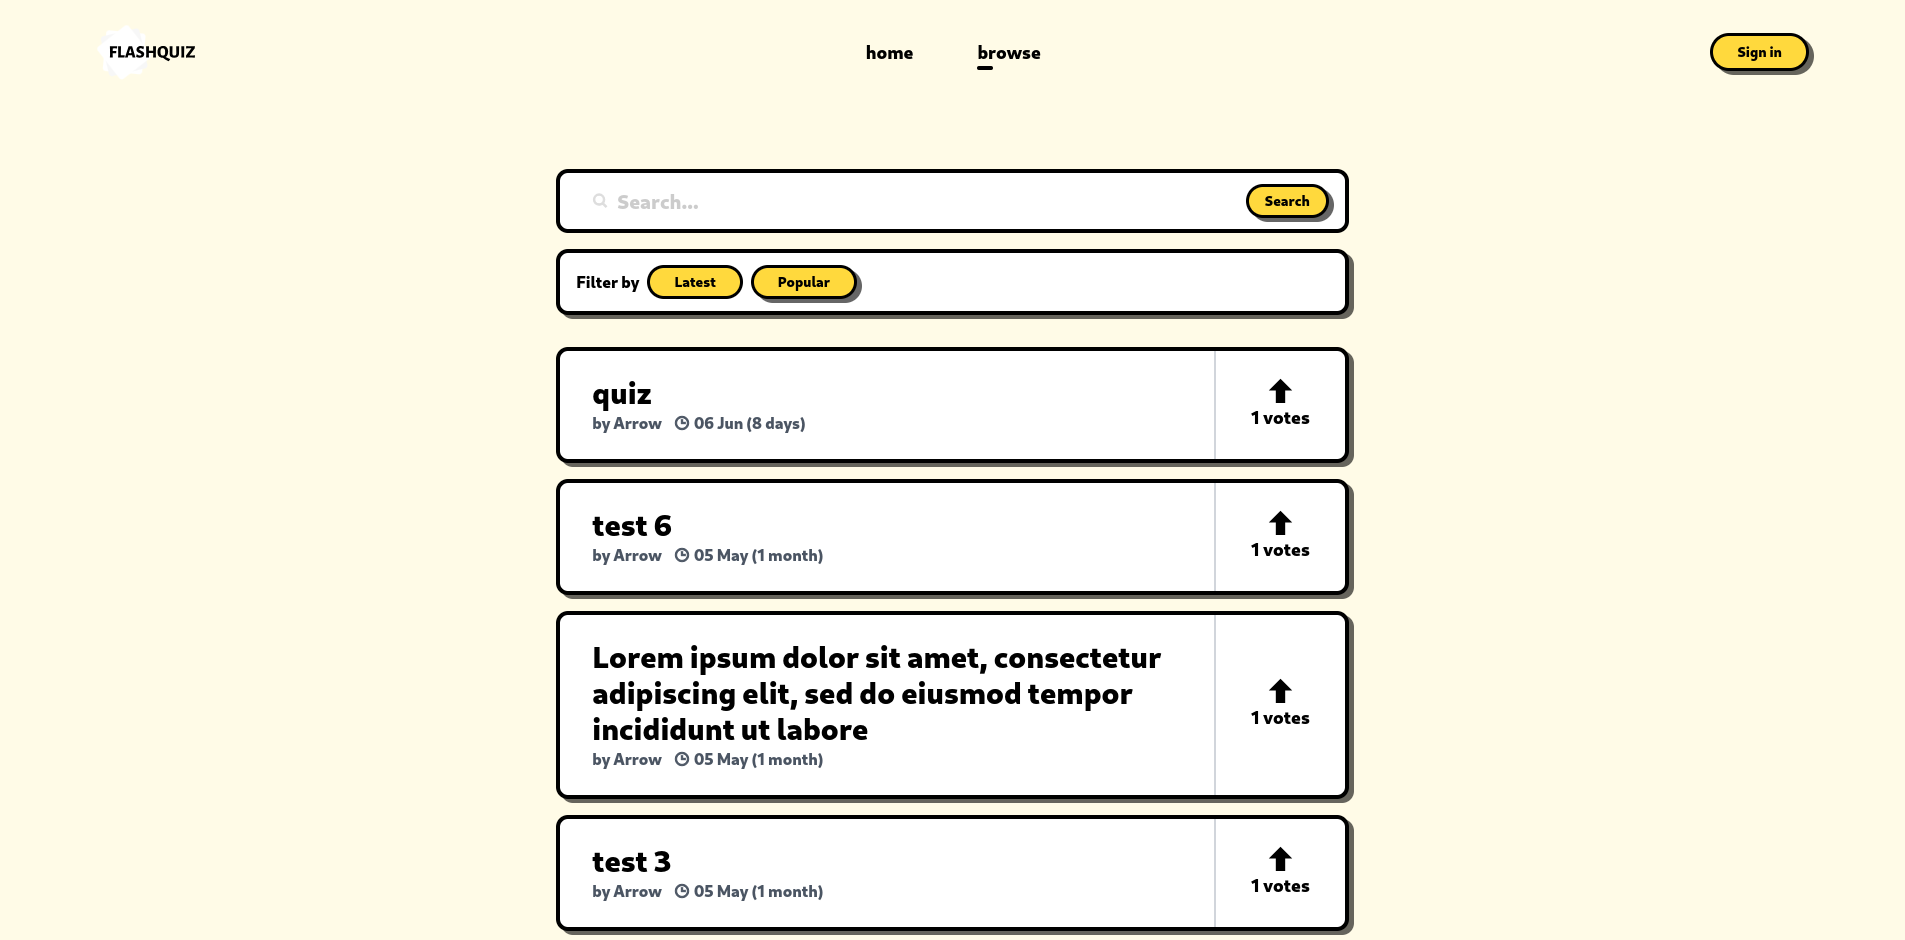 FLASHQUIZ
home
browse
Sign in
Search...
Search
Filter by
Latest
Popular
quiz
by Arrow 06 Jun (8 days)
1 votes
test 6
by Arrow 05 May (1 month)
1 votes
Lorem ipsum dolor sit amet, consectetur
adipiscing elit, sed do eiusmod tempor
incididunt ut labore
by Arrow 05 May (1 month)
1 votes
test 3
by Arrow 05 May (1 month)
1 votes